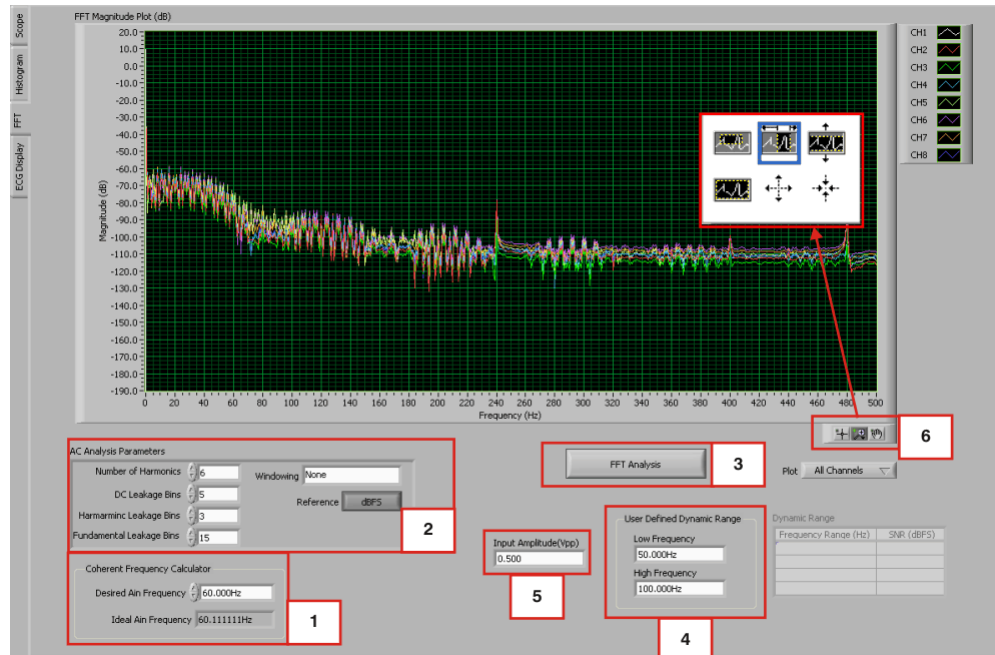 Scope
Histogram
FFT
ECG Display
FFT Magnitude Plot (dB)
Magnitude (dB)
20.0
10.0
0.0
-10.0
-20.0
-30.0
-40.0
-50.0
-60.0
-70.0
-80.0
-90.0
-100.0
-110.0
-120.0
-130.0
-140.0
-150.0
-160.0
-170.0
-180.0
-190.0
0 20 40 60 80 100 120 140 160 180 200 220 240 260 280 300 320 340 360 380 400 420 440 460 480 500
Frequency (Hz)
CH1
CH2
CH3
CH4
CH5
CH6
CH7
CH8
6
AC Analysis Parameters
Number of Harmonics 6
DC Leakage Bins 5
Harmarminc Leakage Bins 3
Fundamental Leakage Bins 15
Windowing None
Reference dBFS
2
FFT Analysis
3
Plot All Channels
Coherent Frequency Calculator
Desired Ain Frequency 60.000Hz
Ideal Ain Frequency 60.111111Hz
1
Input Amplitude(Vpp)
0.500
5
User Defined Dynamic Range
Low Frequency
50.000Hz
High Frequency
100.000Hz
4
Dynamic Range
Frequency Range (Hz) SNR (dBFS)